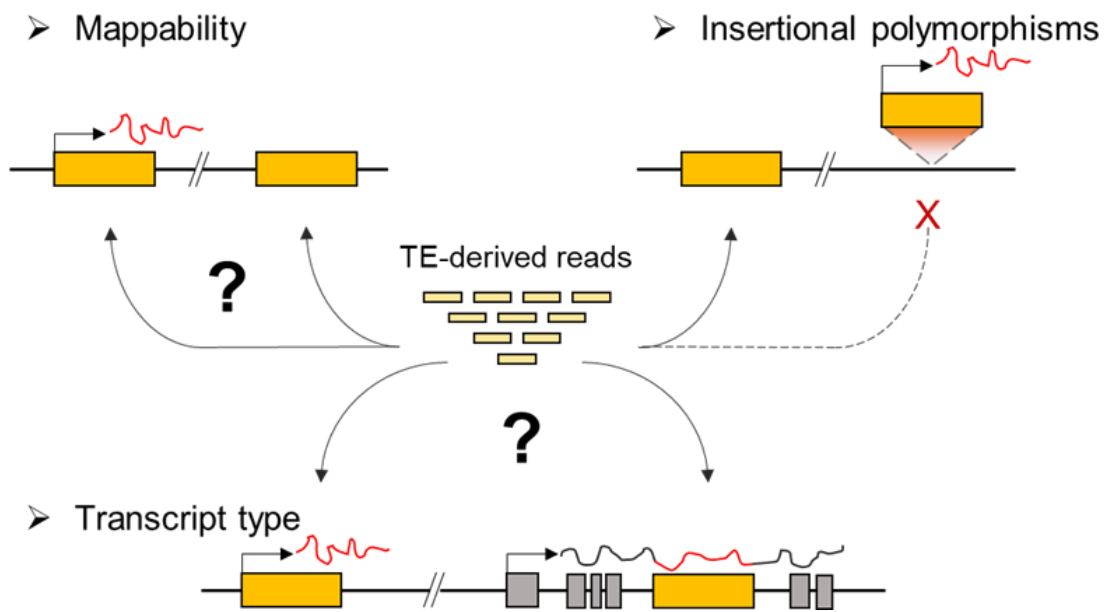 ➢ Mappability
➢ Insertional polymorphisms
X
TE-derived reads
?
?
➢ Transcript type